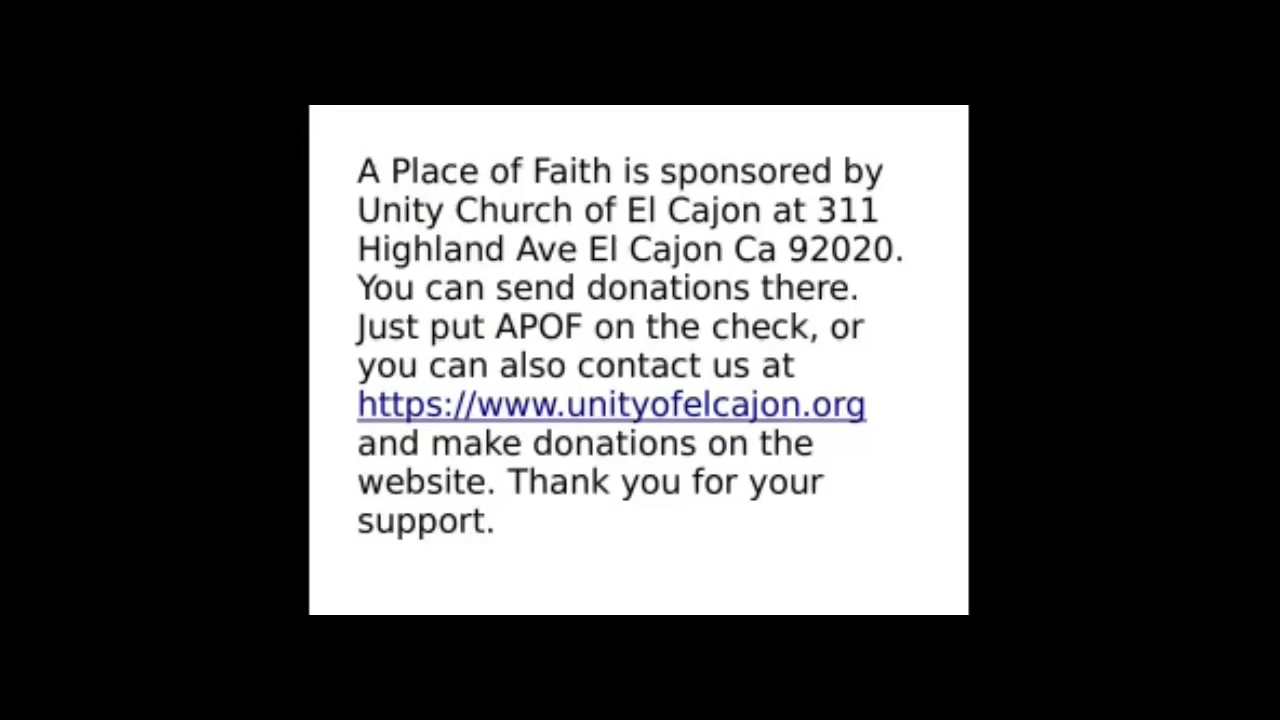 A Place of Faith is sponsored by
Unity Church of El Cajon at 311
Highland Ave El Cajon Ca 92020.
You can send donations there.
Just put APOF on the check, or
you can also contact us at
https://www.unityofelcajon.org
and make donations on the
website. Thank you for your
support.